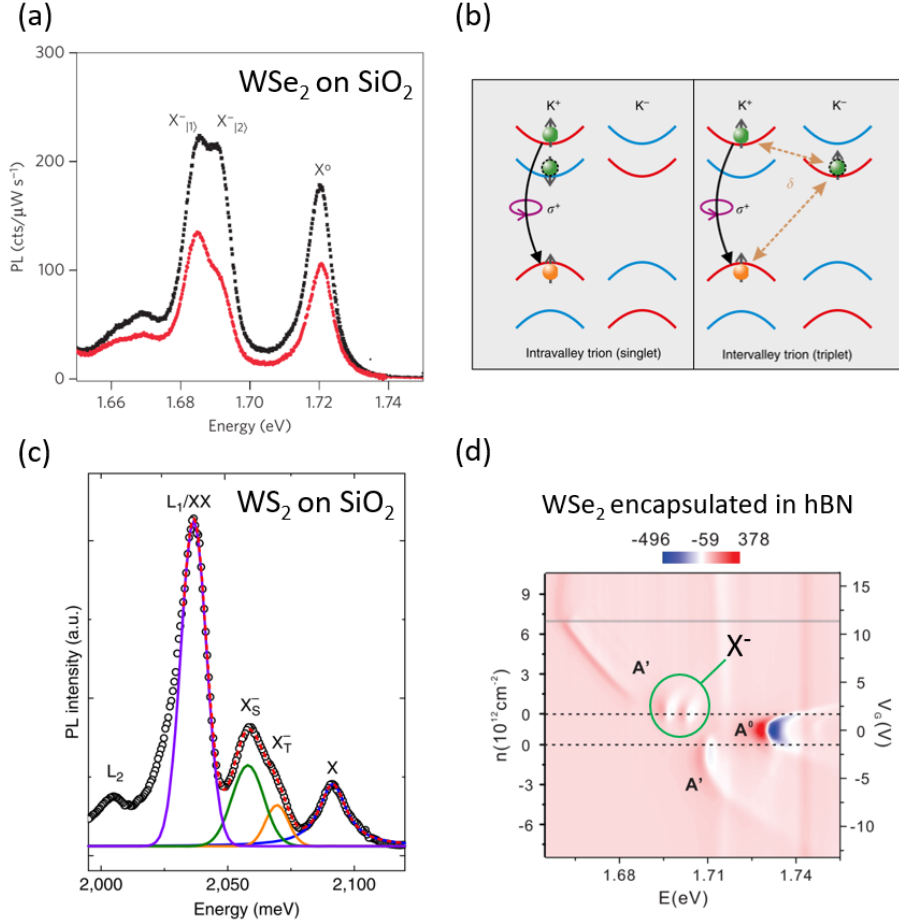 (a)
WSe₂ on SiO₂
300
200
100
0
PL (cts/μW s⁻¹)
X⁻|1⟩
X⁻|2⟩
X⁰
1.66
1.68
1.70
1.72
1.74
Energy (eV)
(b)
K⁺ K⁻ K⁺ K⁻
δ
σ⁺ σ⁺
Intravalley trion (singlet) Intervalley trion (triplet)
(c)
WS₂ on SiO₂
PL intensity (a.u.)
L₂
L₁/XX
X⁻S
X⁻T
X
2,000 2,050 2,100
Energy (meV)
(d)
WSe₂ encapsulated in hBN
-496 -59 378
n(10¹²cm⁻²)
9
6
3
0
0
-3
-6
A'
X⁻
A⁰
A'
15
10
5
0
-5
-10
V_G(V)
1.68 1.71 1.74
E(eV)